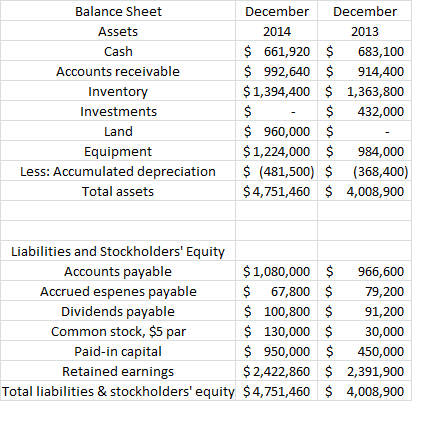 Balance Sheet December December
Assets 2014 2013
Cash $ 661,920 $ 683,100
Accounts receivable $ 992,640 $ 914,400
Inventory $ 1,394,400 $ 1,363,800
Investments $ - $ 432,000
Land $ 960,000 $ -
Equipment $ 1,224,000 $ 984,000
Less: Accumulated depreciation $ (481,500) $ (368,400)
Total assets $ 4,751,460 $ 4,008,900
Liabilities and Stockholders' Equity
Accounts payable $ 1,080,000 $ 966,600
Accrued espenes payable $ 67,800 $ 79,200
Dividends payable $ 100,800 $ 91,200
Common stock, $5 par $ 130,000 $ 30,000
Paid-in capital $ 950,000 $ 450,000
Retained earnings $ 2,422,860 $ 2,391,900
Total liabilities & stockholders' equity $ 4,751,460 $ 4,008,900